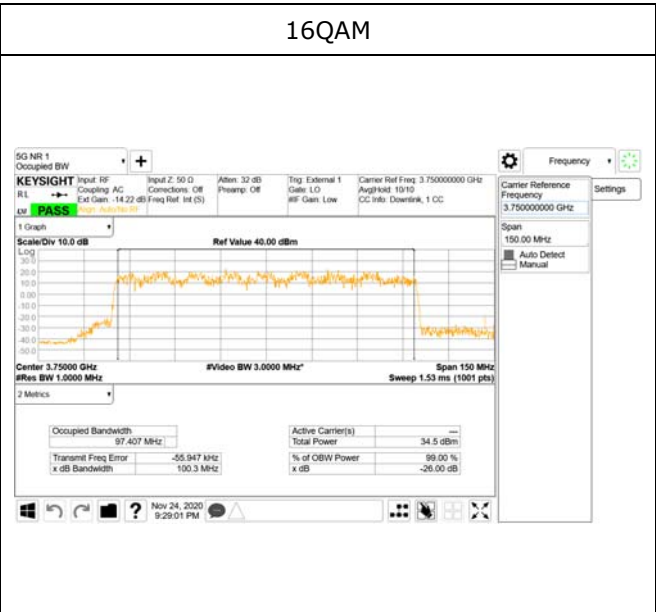 16QAM
5G NR 1
Occupied BW
+
Frequency
KEYSIGHT
Input: RF
Input Z: 50 Ω
Atten: 32 dB
Trig: External 1
Carrier Ref Freq: 3.750000000 GHz
RL
Coupling: AC
Corrections: Off
Preamp: Off
Gate: LO
Avg|Hold: 10/10
Ext Gain: -14.22 dB
Freq Ref: Int (S)
#IF Gain: Low
CC Info: Downlink, 1 CC
PASS
Align: Auto/No RF
Carrier Reference
Frequency
3.750000000 GHz
Settings
Span
150.00 MHz
Auto Detect
Manual
1 Graph
Scale/Div 10.0 dB
Ref Value 40.00 dBm
Log
30.0
20.0
10.0
0.00
-10.0
-20.0
-30.0
-40.0
-50.0
Center 3.75000 GHz
#Video BW 3.0000 MHz*
Span 150 MHz
#Res BW 1.0000 MHz
Sweep 1.53 ms (1001 pts)
2 Metrics
Occupied Bandwidth
97.407 MHz
Active Carrier(s)
---
Total Power
34.5 dBm
Transmit Freq Error
-55.947 kHz
% of OBW Power
99.00 %
x dB Bandwidth
100.3 MHz
x dB
-26.00 dB
?
Nov 24, 2020
9:29:01 PM